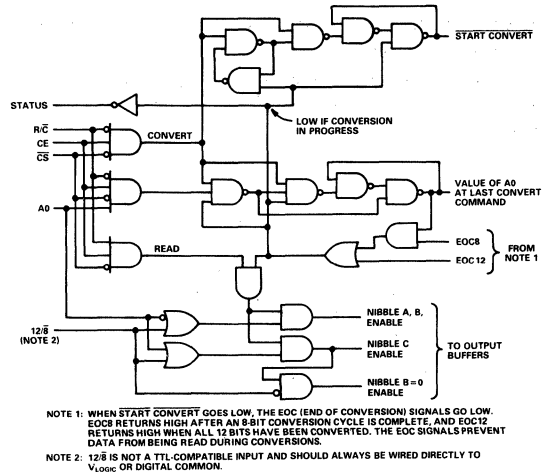 START CONVERT
STATUS
LOW IF CONVERSION
IN PROGRESS
R/C̅
CE
C̅S̅
CONVERT
VALUE OF A0
AT LAST CONVERT
COMMAND
A0
READ
EOC8
EOC12
FROM
NOTE 1
12/8̅
(NOTE 2)
NIBBLE A, B,
ENABLE
NIBBLE C
ENABLE
NIBBLE B=0
ENABLE
TO OUTPUT
BUFFERS
NOTE 1: WHEN START CONVERT GOES LOW, THE EOC (END OF CONVERSION) SIGNALS GO LOW.
EOC8 RETURNS HIGH AFTER AN 8-BIT CONVERSION CYCLE IS COMPLETE, AND EOC12
RETURNS HIGH WHEN ALL 12 BITS HAVE BEEN CONVERTED. THE EOC SIGNALS PREVENT
DATA FROM BEING READ DURING CONVERSIONS.
NOTE 2: 12/8̅ IS NOT A TTL-COMPATIBLE INPUT AND SHOULD ALWAYS BE WIRED DIRECTLY TO
VLOGIC OR DIGITAL COMMON.